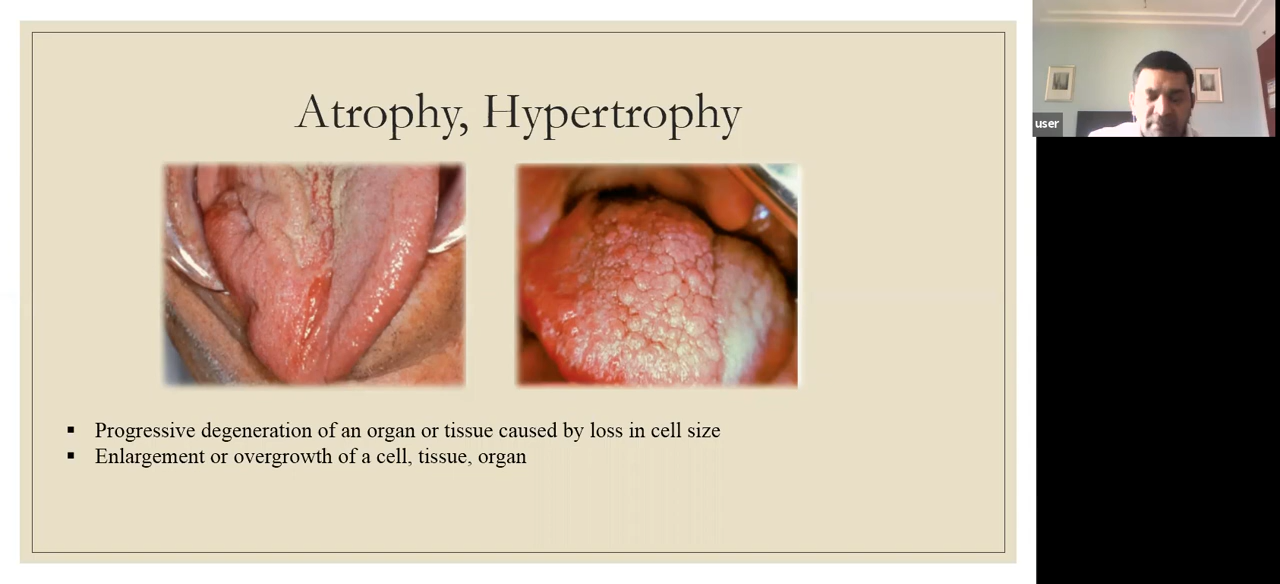 Atrophy, Hypertrophy
▪ Progressive degeneration of an organ or tissue caused by loss in cell size
▪ Enlargement or overgrowth of a cell, tissue, organ
user